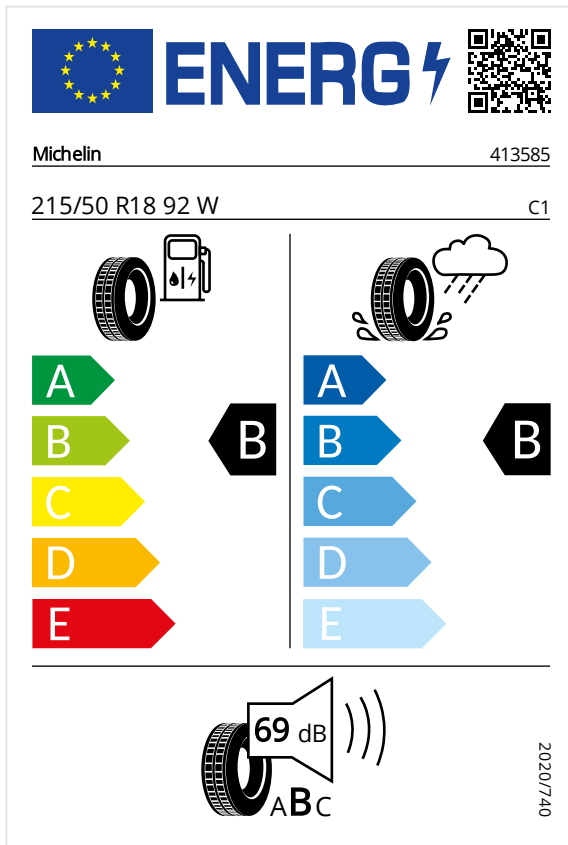 ENERG
Michelin 413585
215/50 R18 92 W C1
A A
B B B B
C C
D D
E E
69 dB
ABC
2020/740